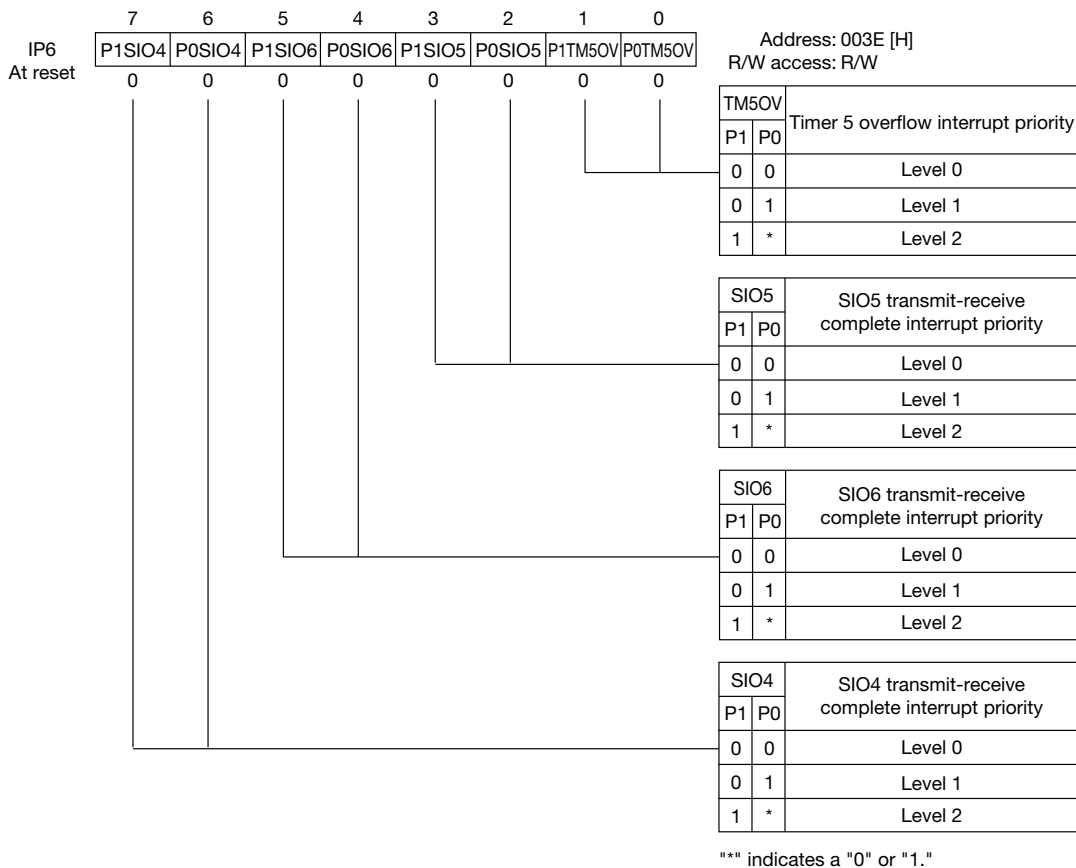 7 6 5 4 3 2 1 0
IP6 P1SIO4 P0SIO4 P1SIO6 P0SIO6 P1SIO5 P0SIO5 P1TM5OV P0TM5OV
At reset 0 0 0 0 0 0 0 0
Address: 003E [H]
R/W access: R/W
TM5OV
Timer 5 overflow interrupt priority
P1 P0
0 0 Level 0
0 1 Level 1
1 * Level 2
SIO5 SIO5 transmit-receive
P1 P0 complete interrupt priority
0 0 Level 0
0 1 Level 1
1 * Level 2
SIO6 SIO6 transmit-receive
P1 P0 complete interrupt priority
0 0 Level 0
0 1 Level 1
1 * Level 2
SIO4 SIO4 transmit-receive
P1 P0 complete interrupt priority
0 0 Level 0
0 1 Level 1
1 * Level 2
"*" indicates a "0" or "1."